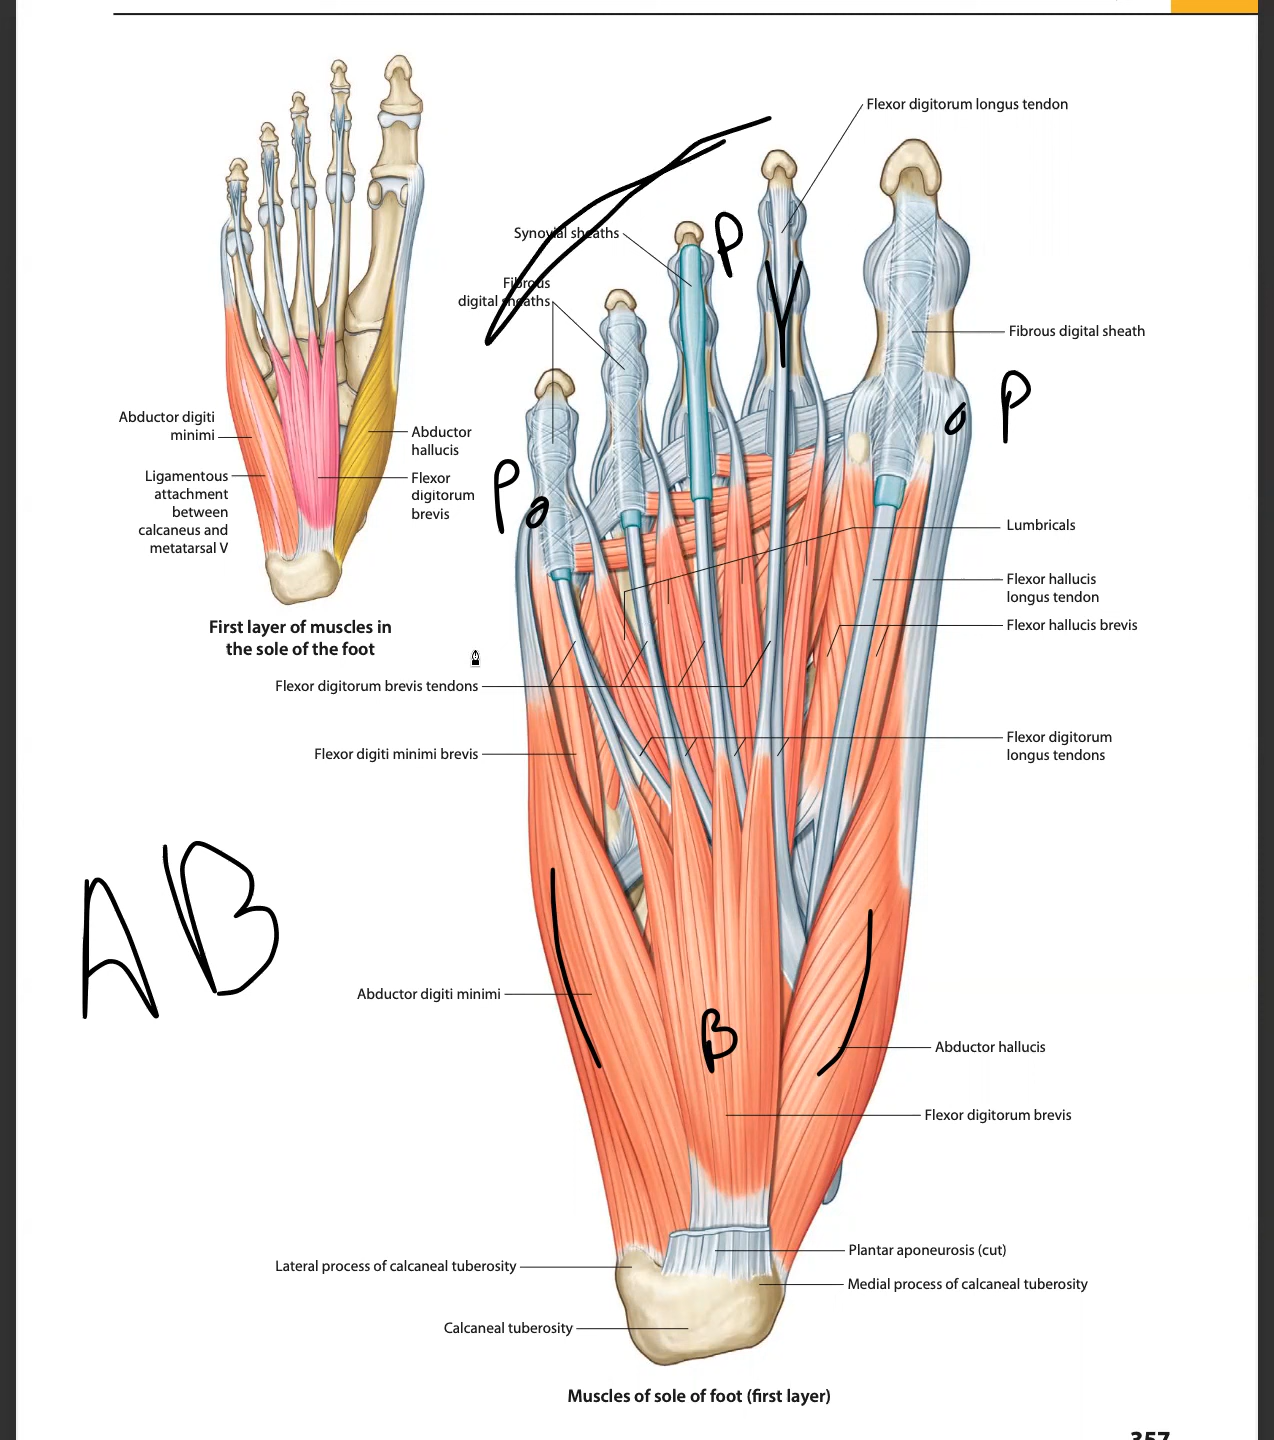 Flexor digitorum longus tendon
Synovial sheaths
P
Fibrous
digital sheaths
Y
Fibrous digital sheath
P
P
Abductor digiti
minimi
Abductor
hallucis
Ligamentous
attachment
between
calcaneus and
metatarsal V
Flexor
digitorum
brevis
Lumbricals
Flexor hallucis
longus tendon
First layer of muscles in
the sole of the foot
Flexor hallucis brevis
Flexor digitorum brevis tendons
Flexor digitorum
longus tendons
Flexor digiti minimi brevis
A B
Abductor digiti minimi
B
Abductor hallucis
Flexor digitorum brevis
Plantar aponeurosis (cut)
Lateral process of calcaneal tuberosity
Medial process of calcaneal tuberosity
Calcaneal tuberosity
Muscles of sole of foot (first layer)
357